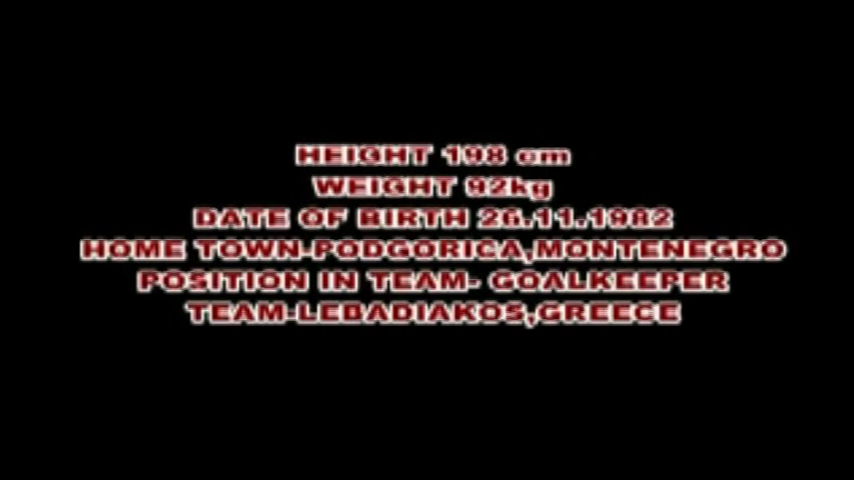 HEIGHT 198 cm
WEIGHT 92kg
DATE OF BIRTH 26.11.1982
HOME TOWN-PODGORICA,MONTENEGRO
POSITION IN TEAM- GOALKEEPER
TEAM-LEBADIAKOS,GREECE